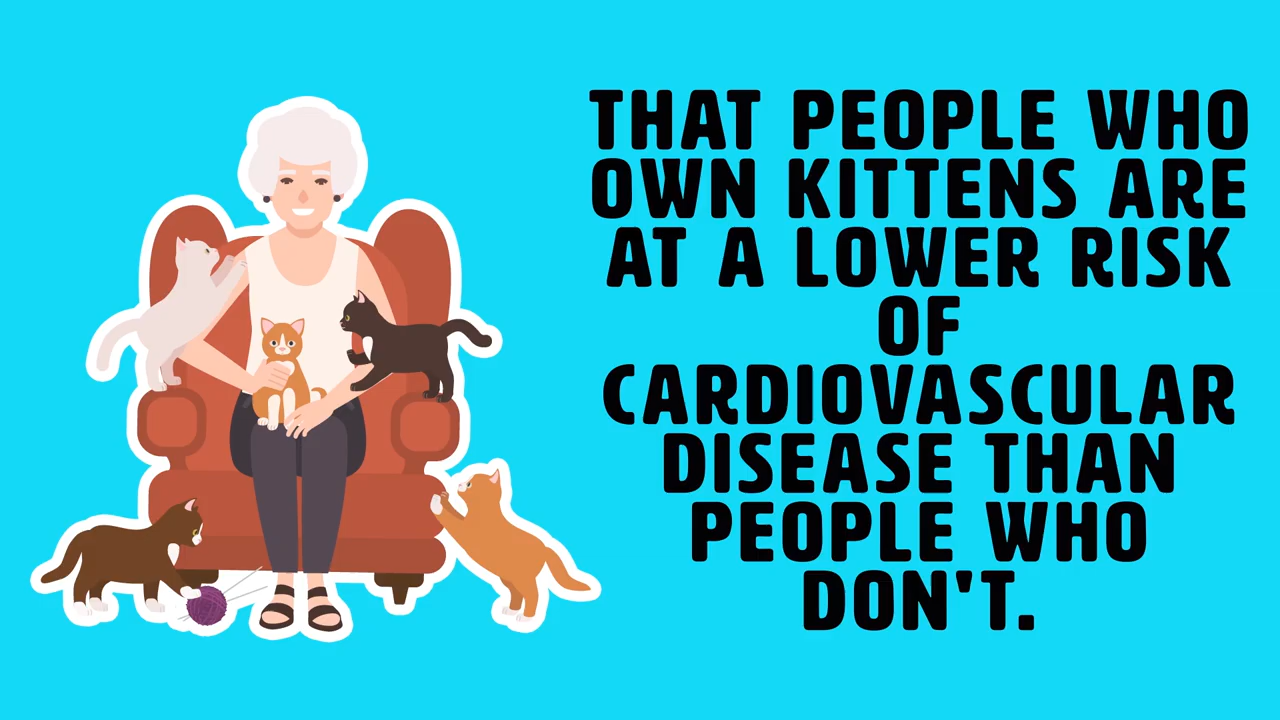 THAT PEOPLE WHO
OWN KITTENS ARE
AT A LOWER RISK
OF
CARDIOVASCULAR
DISEASE THAN
PEOPLE WHO
DON'T.